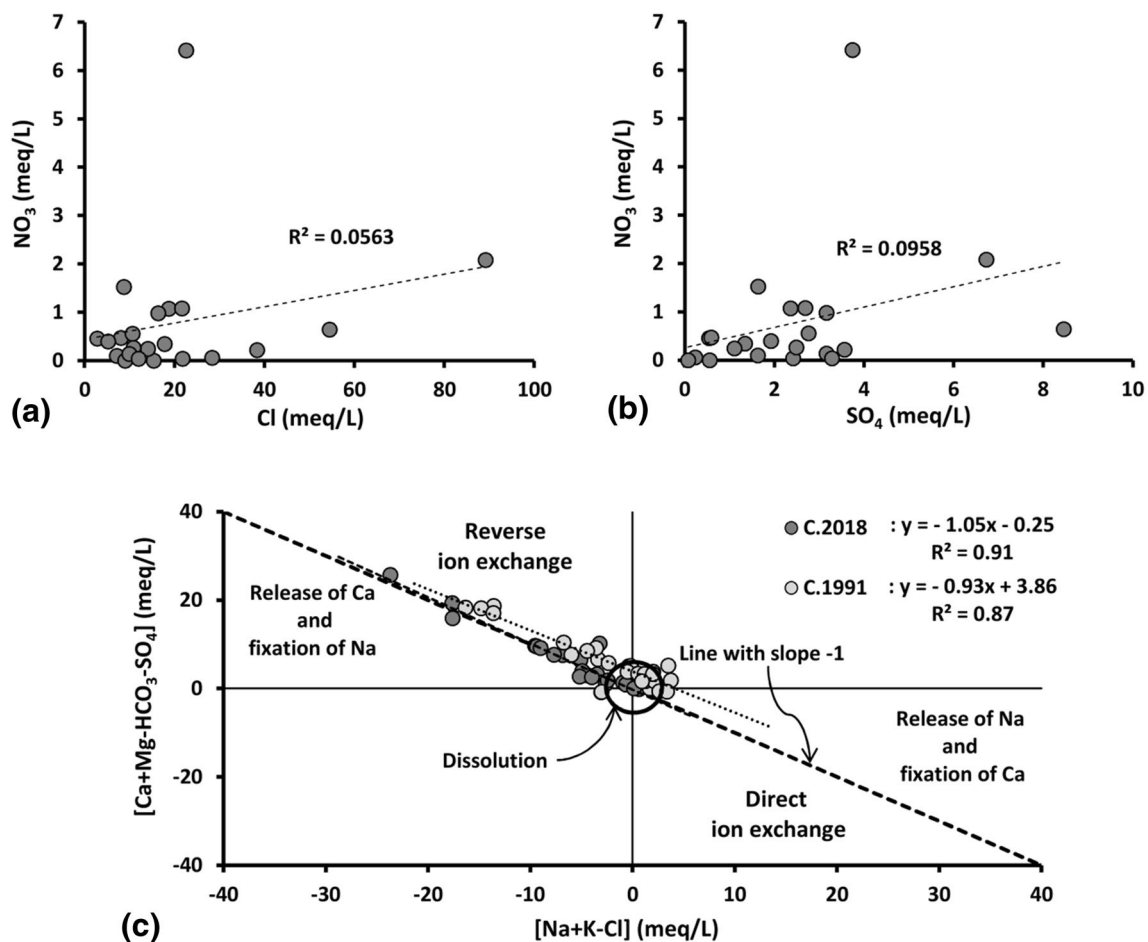 7
6
5
4
3
2
1
0
NO₃ (meq/L)
R² = 0.0563
0 20 40 60 80 100
Cl (meq/L)
(a)
7
6
5
4
3
2
1
0
NO₃ (meq/L)
R² = 0.0958
0 2 4 6 8 10
SO₄ (meq/L)
(b)
40
20
0
-20
-40
[Ca+Mg-HCO₃-SO₄] (meq/L)
Reverse
ion exchange
Release of Ca
and
fixation of Na
C.2018 : y = - 1.05x - 0.25
R² = 0.91
C.1991 : y = - 0.93x + 3.86
R² = 0.87
Line with slope -1
Dissolution
Release of Na
and
fixation of Ca
Direct
ion exchange
-40 -30 -20 -10 0 10 20 30 40
[Na+K-Cl] (meq/L)
(c)